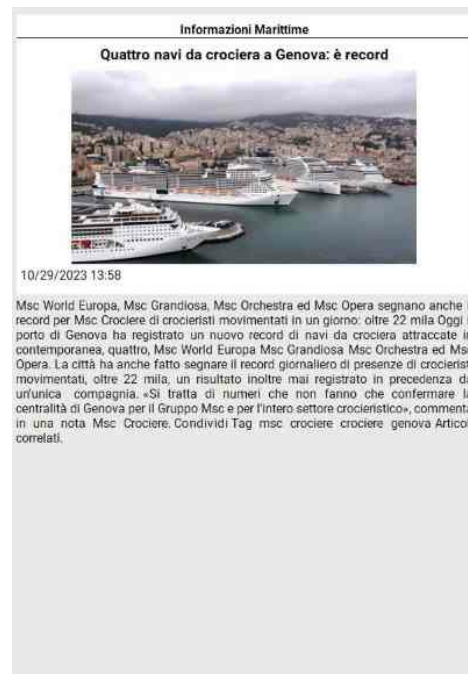 Informazioni Marittime
Quattro navi da crociera a Genova: è record
10/29/2023 13:58
Msc World Europa, Msc Grandiosa, Msc Orchestra ed Msc Opera segnano anche
record per Msc Crociere di crocieristi movimentati in un giorno: oltre 22 mila Oggi
porto di Genova ha registrato un nuovo record di navi da crociera attraccate in
contemporanea, quattro, Msc World Europa Msc Grandiosa Msc Orchestra ed Msc
Opera. La città ha anche fatto segnare il record giornaliero di presenze di crocierist
movimentati, oltre 22 mila, un risultato inoltre mai registrato in precedenza da
un'unica compagnia. «Si tratta di numeri che non fanno che confermare la
centralità di Genova per il Gruppo Msc e per l'intero settore crocieristico», commenta
in una nota Msc Crociere. Condividi Tag msc crociere crociere genova Articol
correlati.